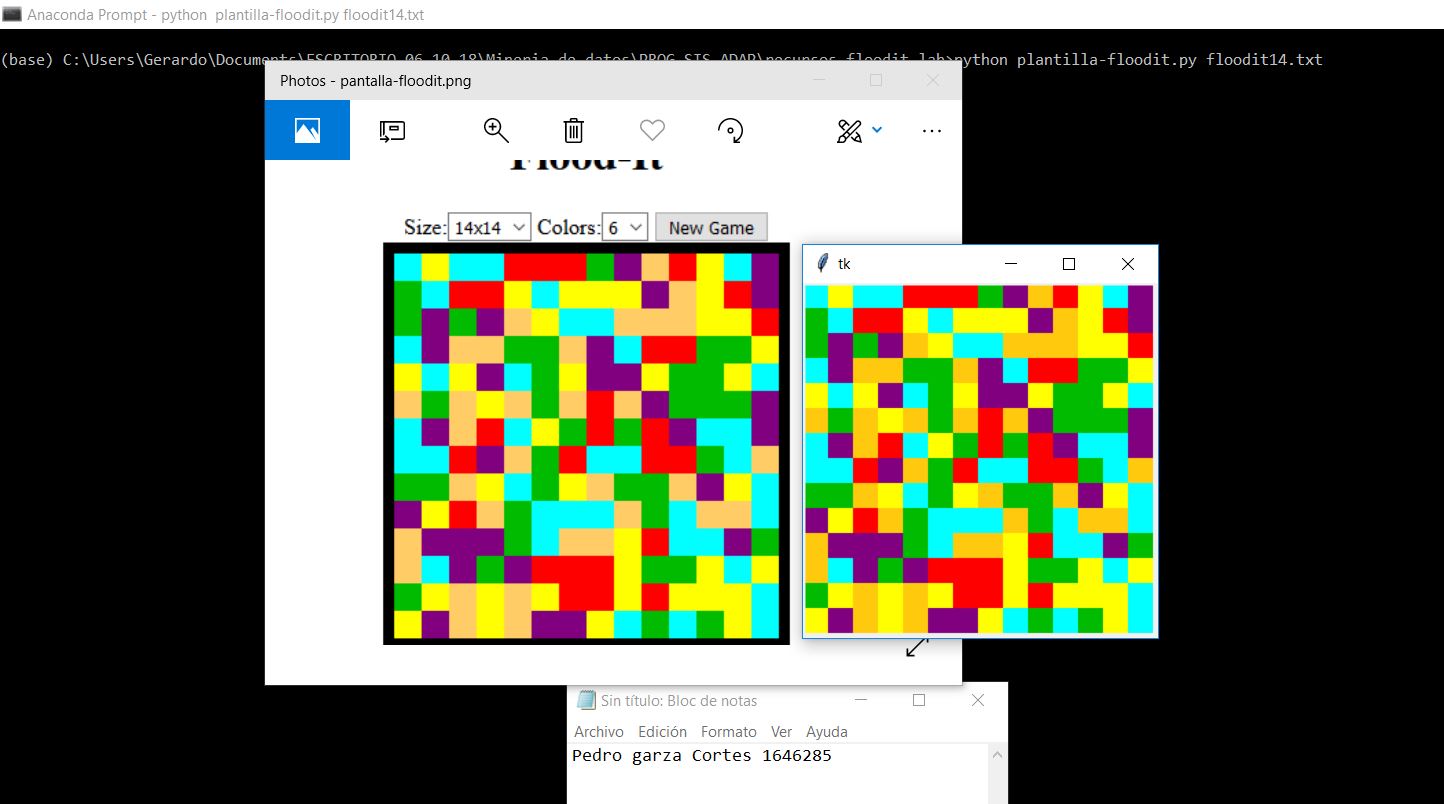 Anaconda Prompt - python  plantilla-floodit.py floodit14.txt
(base) C:\Users\Gerardo\Documents\ESCRITORIO 06 10 18\Mineria de datos\PROG SIS ADAP\recursos floodit lab>python plantilla-floodit.py floodit14.txt
Photos - pantalla-floodit.png
Flood-It
Size: 14x14 Colors: 6 New Game
tk
Sin título: Bloc de notas
Archivo Edición Formato Ver Ayuda
Pedro garza Cortes 1646285